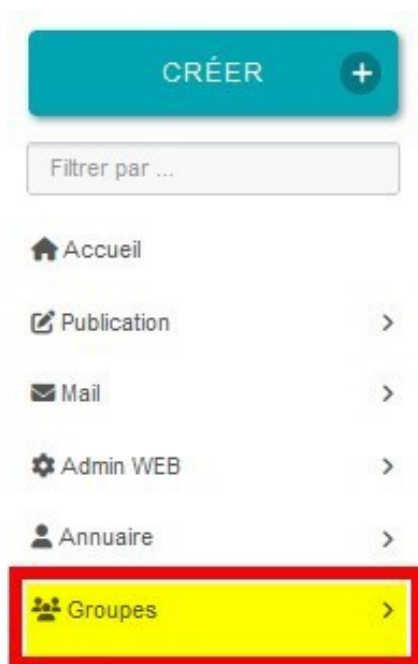 CRÉER
Filtrer par ...
Accueil
Publication
Mail
Admin WEB
Annuaire
Groupes